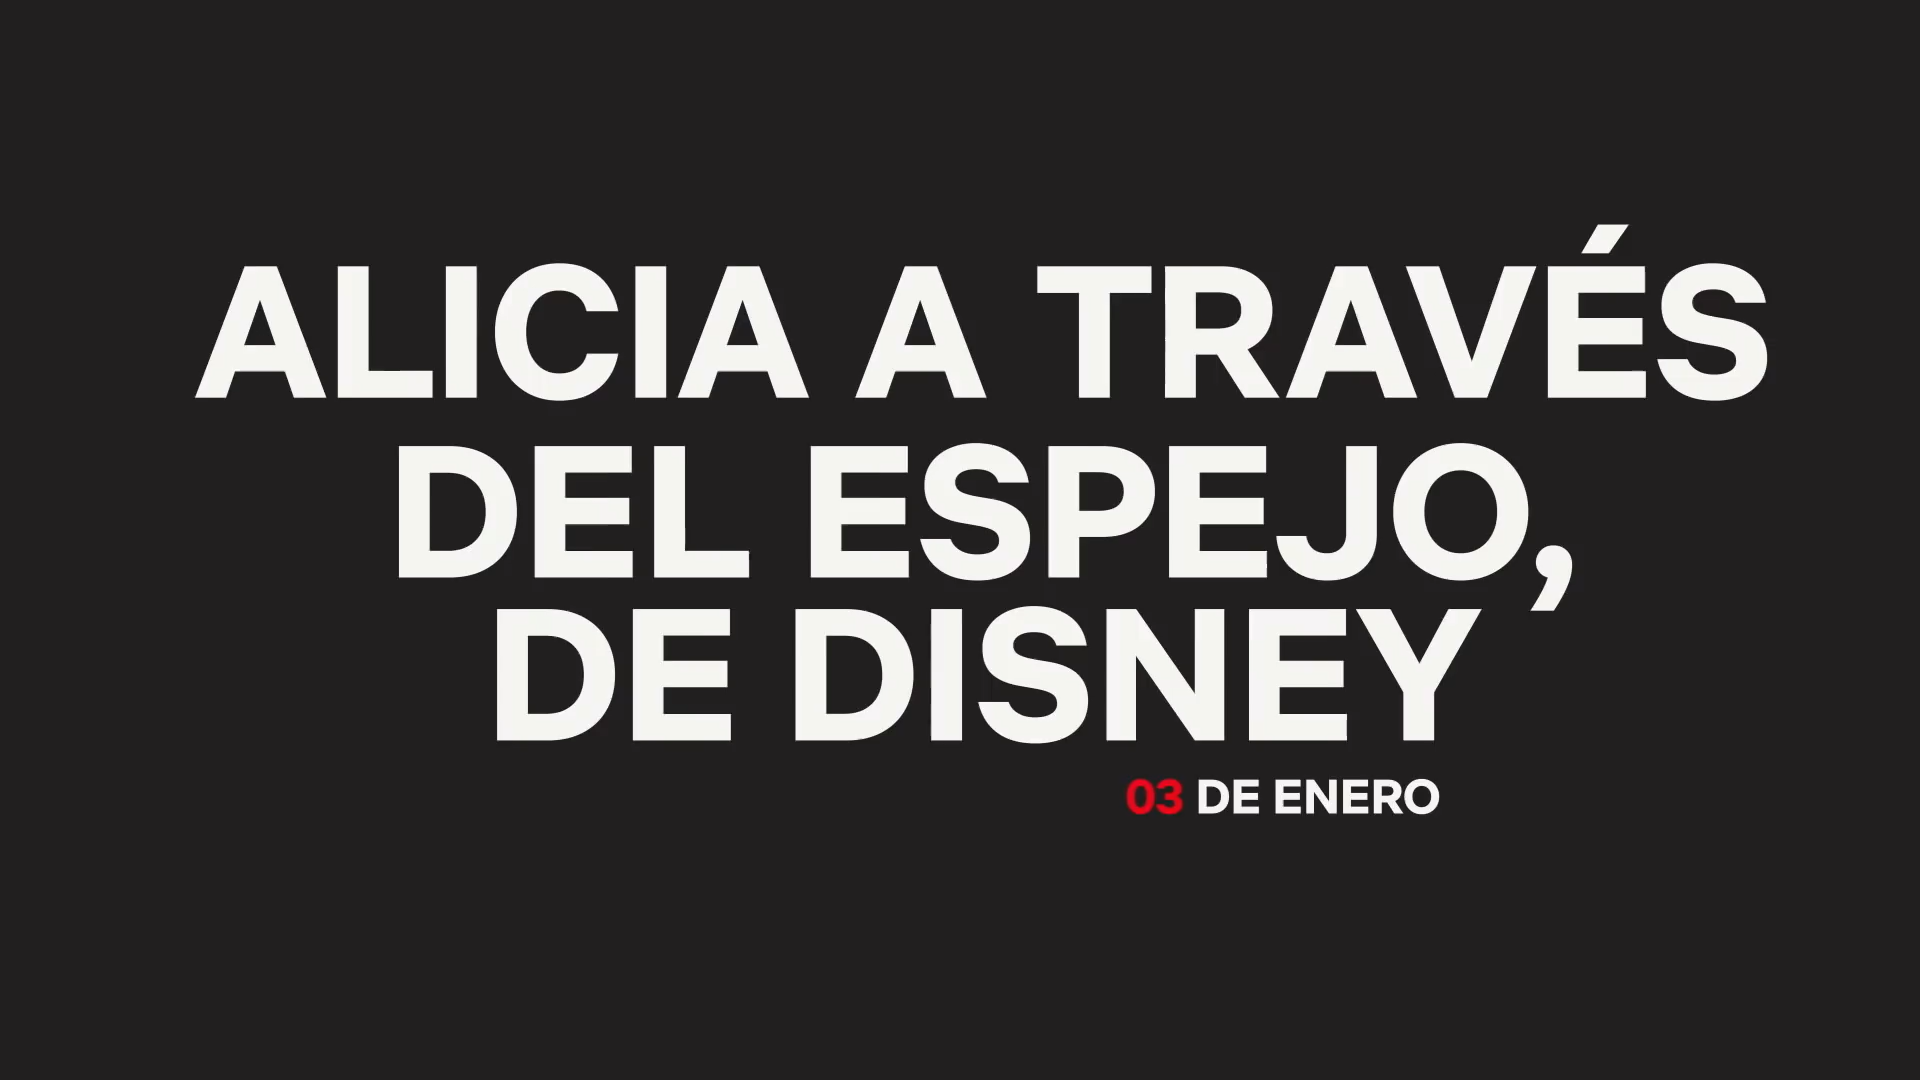 ALICIA A TRAVÉS
DEL ESPEJO,
DE DISNEY
03 DE ENERO